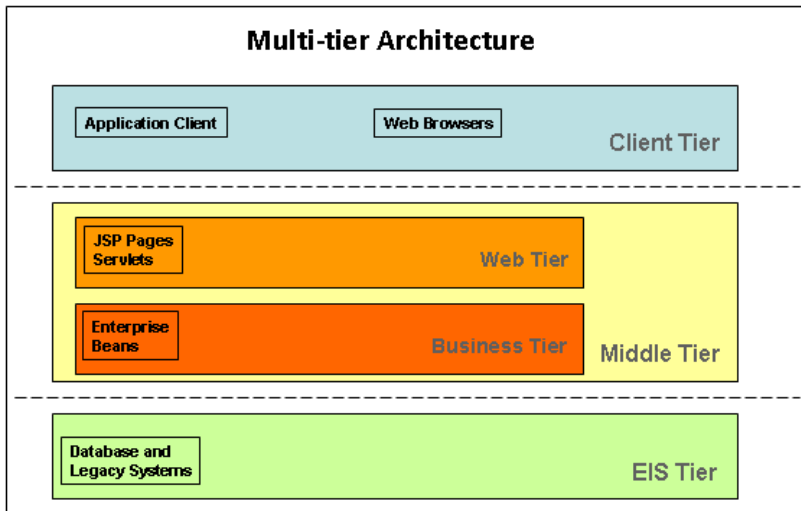 Multi-tier Architecture
Application Client
Web Browsers
Client Tier
JSP Pages
Servlets
Web Tier
Enterprise
Beans
Business Tier
Middle Tier
Database and
Legacy Systems
EIS Tier